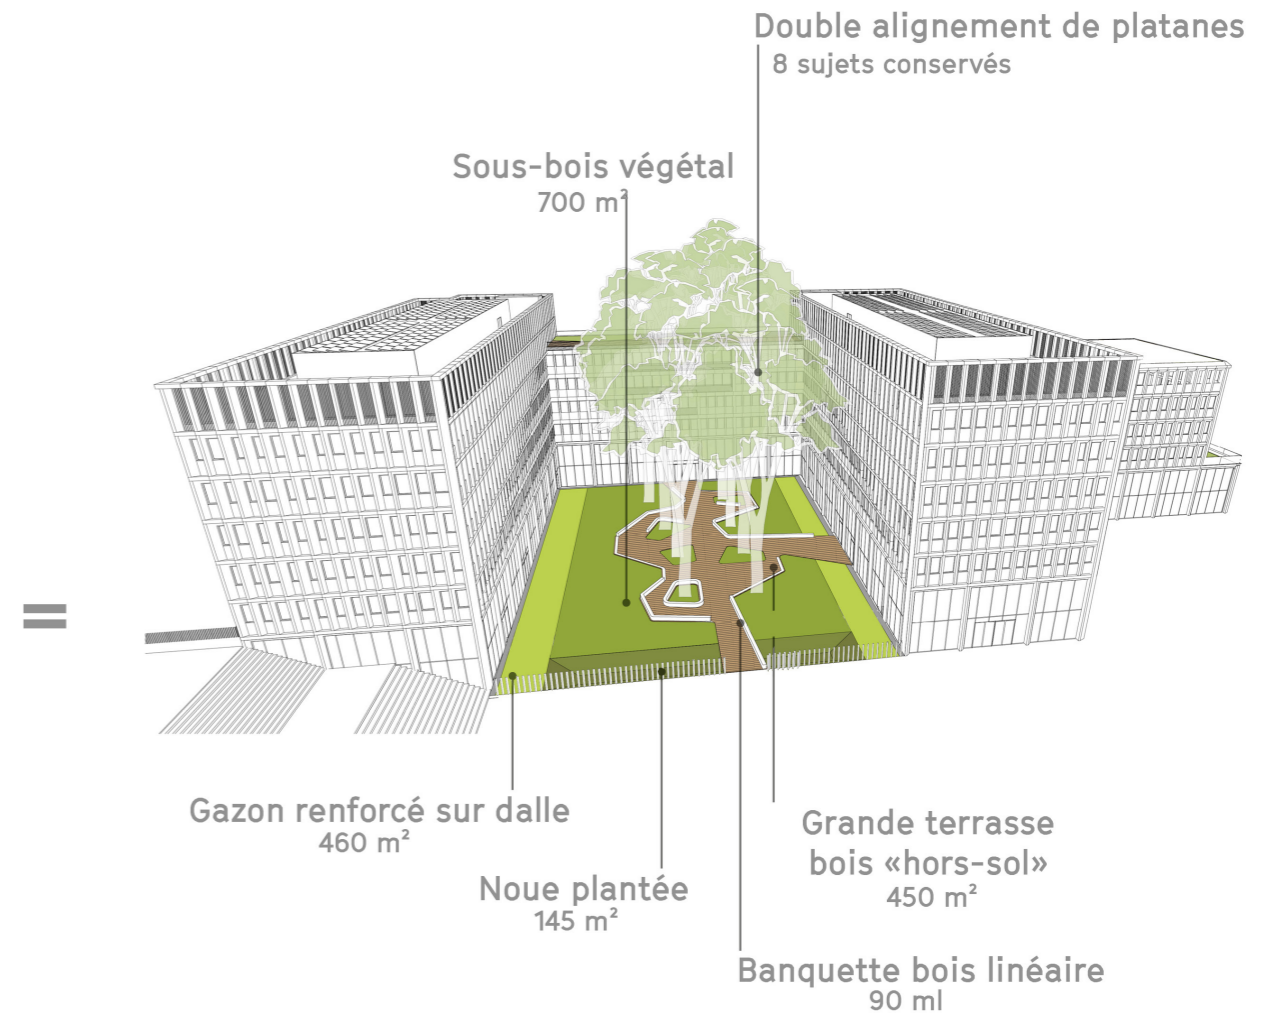 Double alignement de platanes
8 sujets conservés
Sous-bois végétal
700 m²
=
Gazon renforcé sur dalle
460 m²
Grande terrasse
bois «hors-sol»
450 m²
Noue plantée
145 m²
Banquette bois linéaire
90 ml